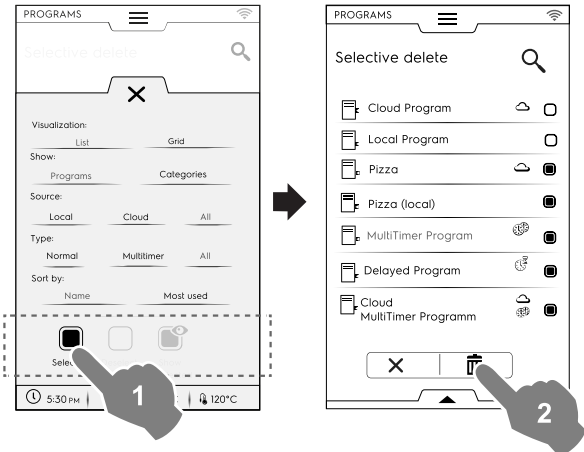 PROGRAMS
Selective delete
Visualization:
List Grid
Show:
Programs Categories
Source:
Local Cloud All
Type:
Normal Multitimer All
Sort by:
Name Most used
5:30 PM 120°C
1
PROGRAMS
Selective delete
Cloud Program
Local Program
Pizza
Pizza (local)
MultiTimer Program
Delayed Program
Cloud
MultiTimer Programm
2